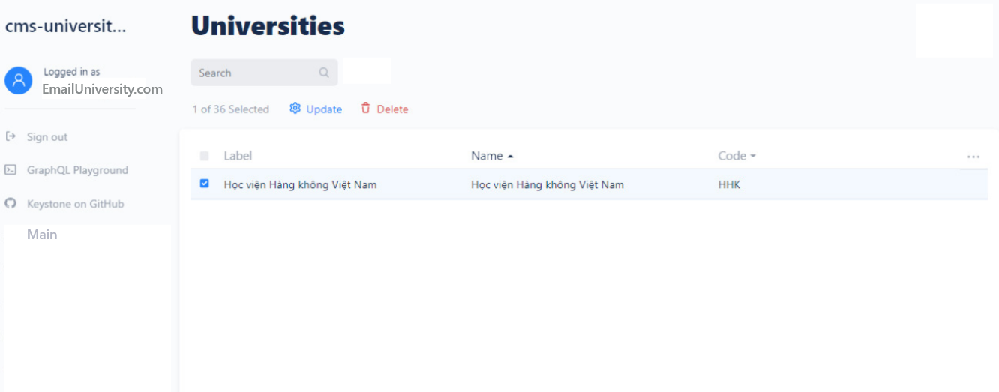 cms-universit...
Universities
Logged in as
EmailUniversity.com
Search
1 of 36 Selected Update Delete
Sign out
GraphQL Playground
Keystone on GitHub
Main
Label Name Code
Học viện Hàng không Việt Nam Học viện Hàng không Việt Nam HHK